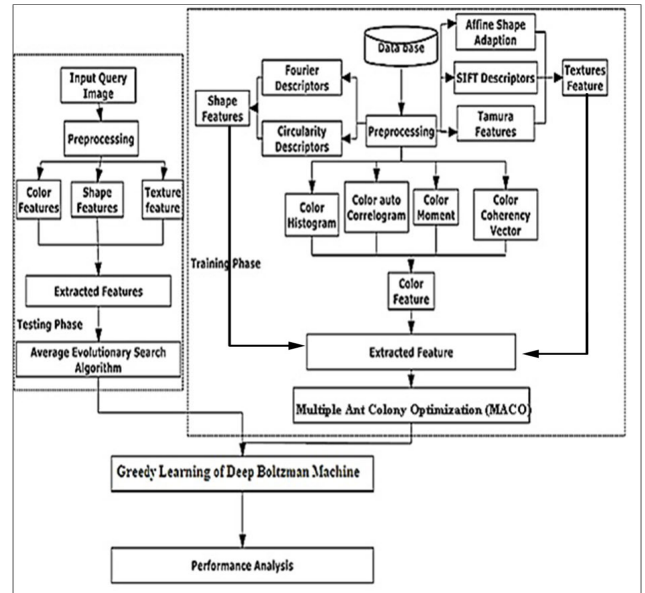 Input Query
Image
Preprocessing
Color
Features
Shape
Features
Texture
feature
Extracted Features
Testing Phase
Average Evolutionary Search
Algorithm
Data base
Affine Shape
Adaption
SIFT Descriptors
Tamura
Features
Textures
Feature
Fourier
Descriptors
Circularity
Descriptors
Shape
Features
Preprocessing
Color
Histogram
Color auto
Correlogram
Color
Moment
Color
Coherency
Vector
Training Phase
Color
Feature
Extracted Feature
Multiple Ant Colony Optimization (MACO)
Greedy Learning of Deep Boltzman Machine
Performance Analysis